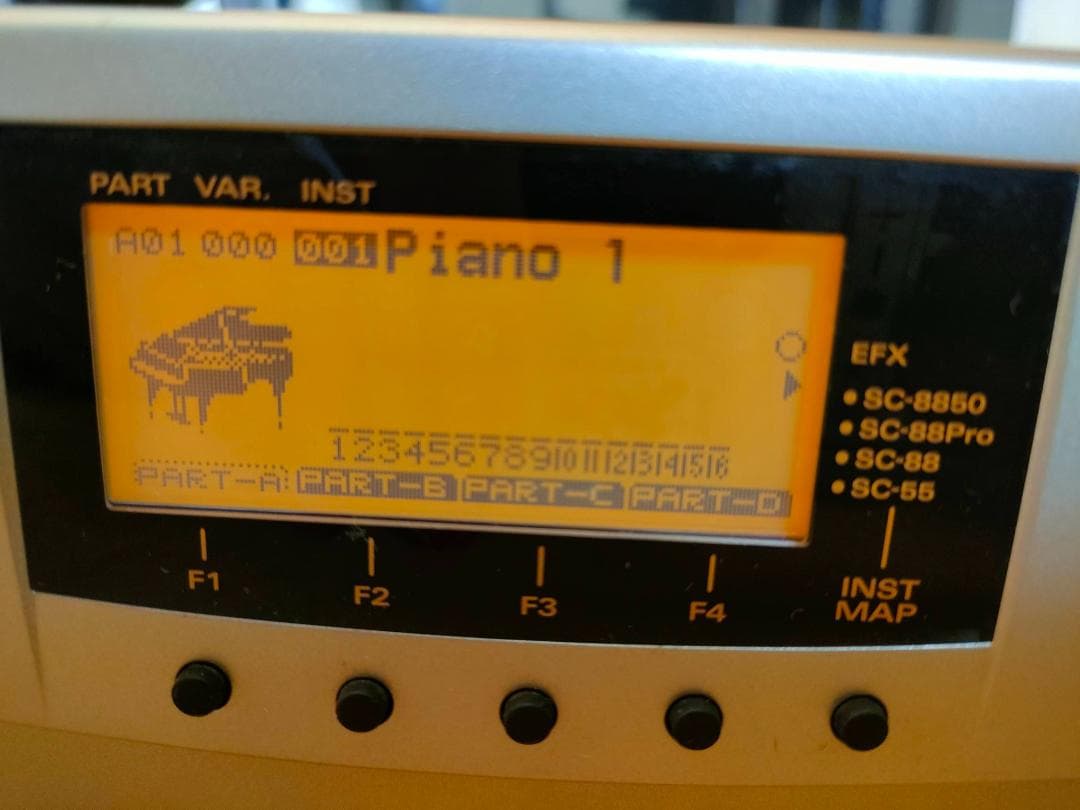 PART VAR. INST
A01 000 001 Piano 1
EFX
• SC-8850
• SC-88Pro
• SC-88
• SC-55
12345678910111213141516
PART-A PART-B PART-C PART-D
F1 F2 F3 F4
INST
MAP